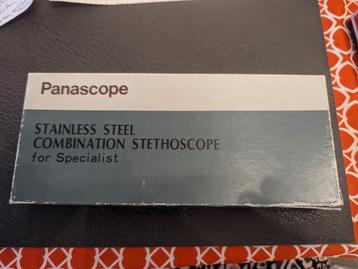 Panascope
STAINLESS STEEL
COMBINATION STETHOSCOPE
for Specialist